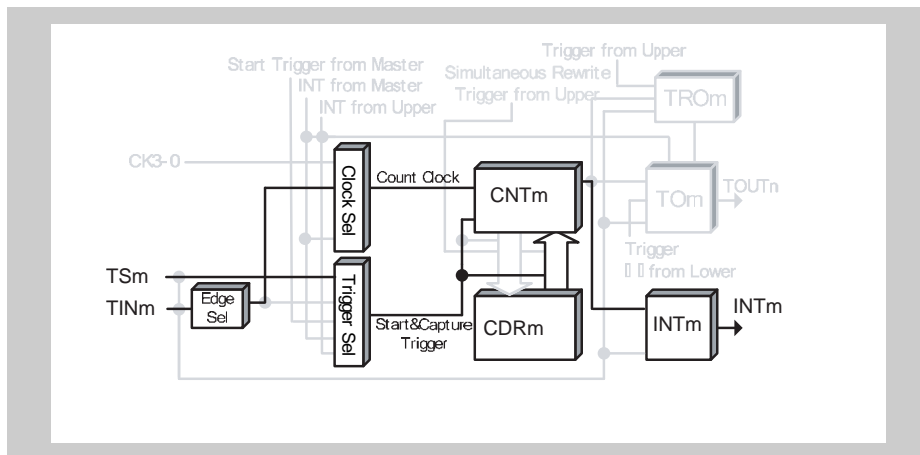 Trigger from Upper
Start Trigger from Master
Simultaneous Rewrite
INT from Master
Trigger from Upper
INT from Upper
TROm
CK3-0
Clock Sel
Count Clock
CNTm
TOm
TOUTn
Trigger
from Lower
TSm
TINm
Edge
Sel
Trigger Sel
Start&Capture
Trigger
CDRm
INTm
INTm